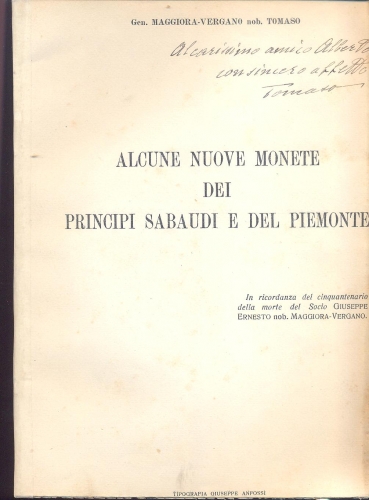 Gen. MAGGIORA-VERGANO nob. TOMASO
Al carissimo amico Alberto
con sincero affetto
Tomaso
ALCUNE NUOVE MONETE
DEI
PRINCIPI SABAUDI E DEL PIEMONTE
In ricordanza del cinquantenario
della morte del Socio GIUSEPPE
ERNESTO nob. MAGGIORA-VERGANO.
TIPOGRAFIA GIUSEPPE ANFOSSI